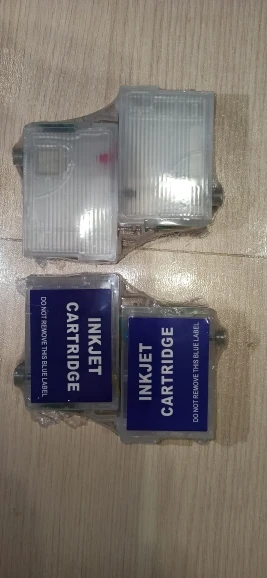 INKJET
CARTRIDGE
DO NOT REMOVE THIS BLUE LABEL
INKJET
CARTRIDGE
DO NOT REMOVE THIS BLUE LABEL